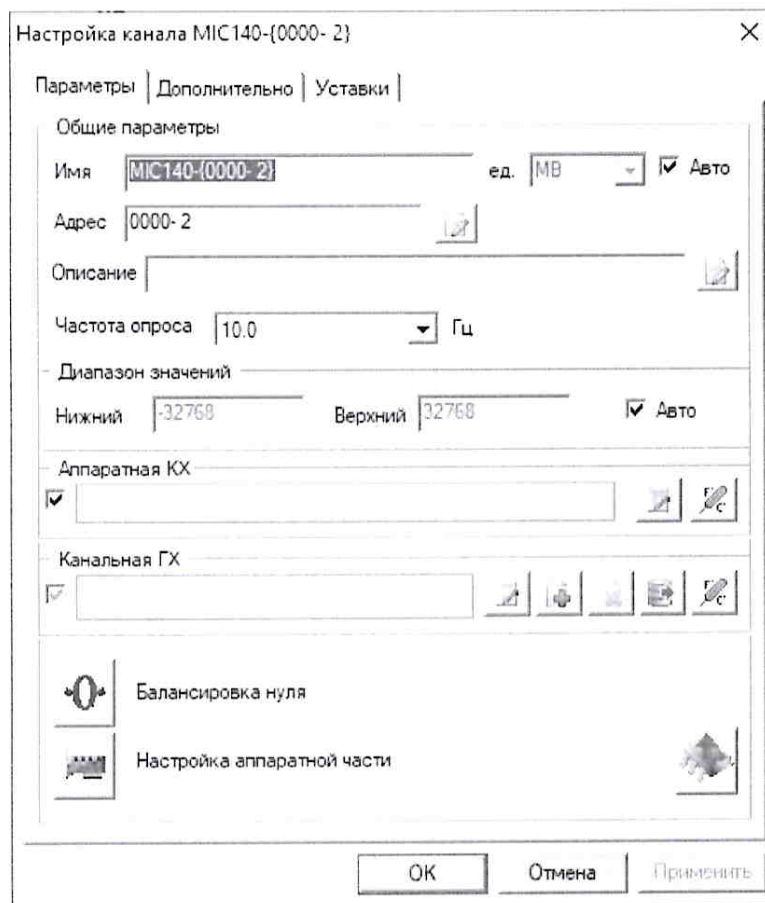 Настройка канала MIC140-{0000- 2}
Параметры Дополнительно Уставки
Общие параметры
Имя MIC140-{0000- 2} ед. МВ Авто
Адрес 0000- 2
Описание
Частота опроса 10.0 Гц
Диапазон значений
Нижний -32768 Верхний 32768 Авто
Аппаратная КХ
Канальная ГХ
Балансировка нуля
Настройка аппаратной части
ОК Отмена Применить